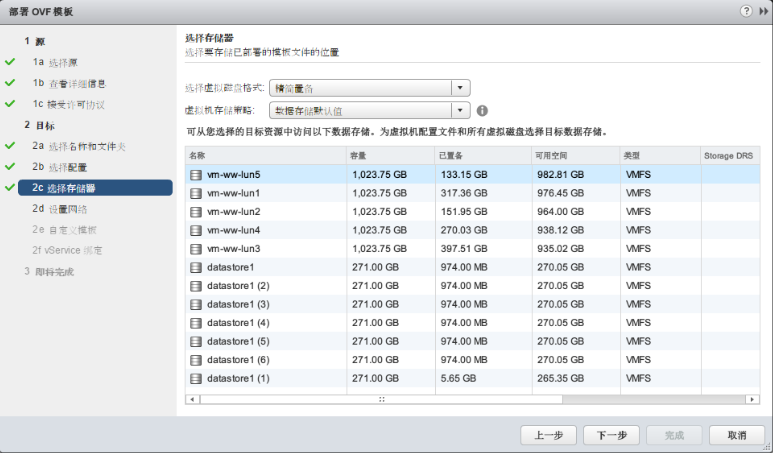 部署 OVF 模板
1 源
1a 选择源
1b 查看详细信息
1c 接受许可协议
2 目标
2a 选择名称和文件夹
2b 选择配置
2c 选择存储器
2d 设置网络
2e 自定义模板
2f vService 绑定
3 即将完成
选择存储器
选择要存储已部署的模板文件的位置
选择虚拟磁盘格式: 精简置备
虚拟机存储策略: 数据存储默认值
可从您选择的目标资源中访问以下数据存储。为虚拟机配置文件和所有虚拟磁盘选择目标数据存储。
名称 容量 已置备 可用空间 类型 Storage DRS
vm-ww-lun5 1,023.75 GB 133.15 GB 982.81 GB VMFS
vm-ww-lun1 1,023.75 GB 317.36 GB 976.45 GB VMFS
vm-ww-lun2 1,023.75 GB 151.95 GB 964.00 GB VMFS
vm-ww-lun4 1,023.75 GB 270.03 GB 938.12 GB VMFS
vm-ww-lun3 1,023.75 GB 397.51 GB 935.02 GB VMFS
datastore1 271.00 GB 974.00 MB 270.05 GB VMFS
datastore1 (2) 271.00 GB 974.00 MB 270.05 GB VMFS
datastore1 (3) 271.00 GB 974.00 MB 270.05 GB VMFS
datastore1 (4) 271.00 GB 974.00 MB 270.05 GB VMFS
datastore1 (5) 271.00 GB 974.00 MB 270.05 GB VMFS
datastore1 (6) 271.00 GB 974.00 MB 270.05 GB VMFS
datastore1 (1) 271.00 GB 5.65 GB 265.35 GB VMFS
上一步 下一步 完成 取消